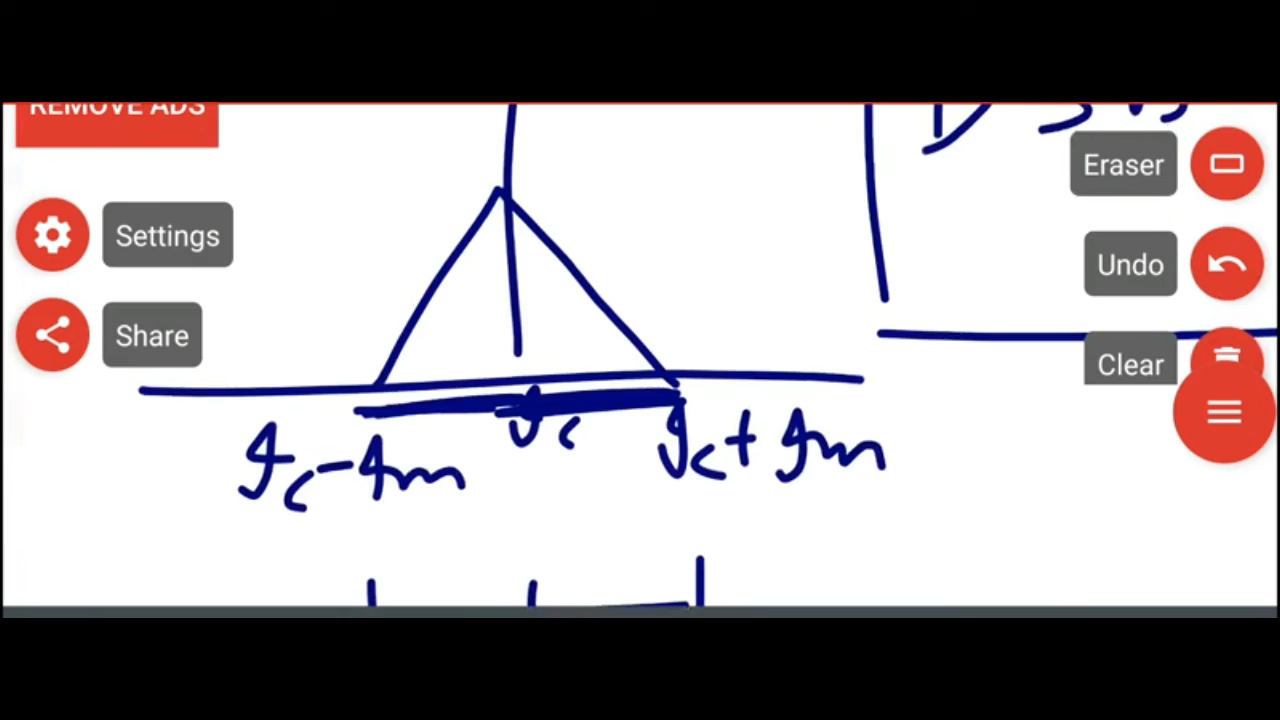 REMOVE ADS
Eraser
Settings
Undo
Share
Clear
fc
fc-fm
fc+fm